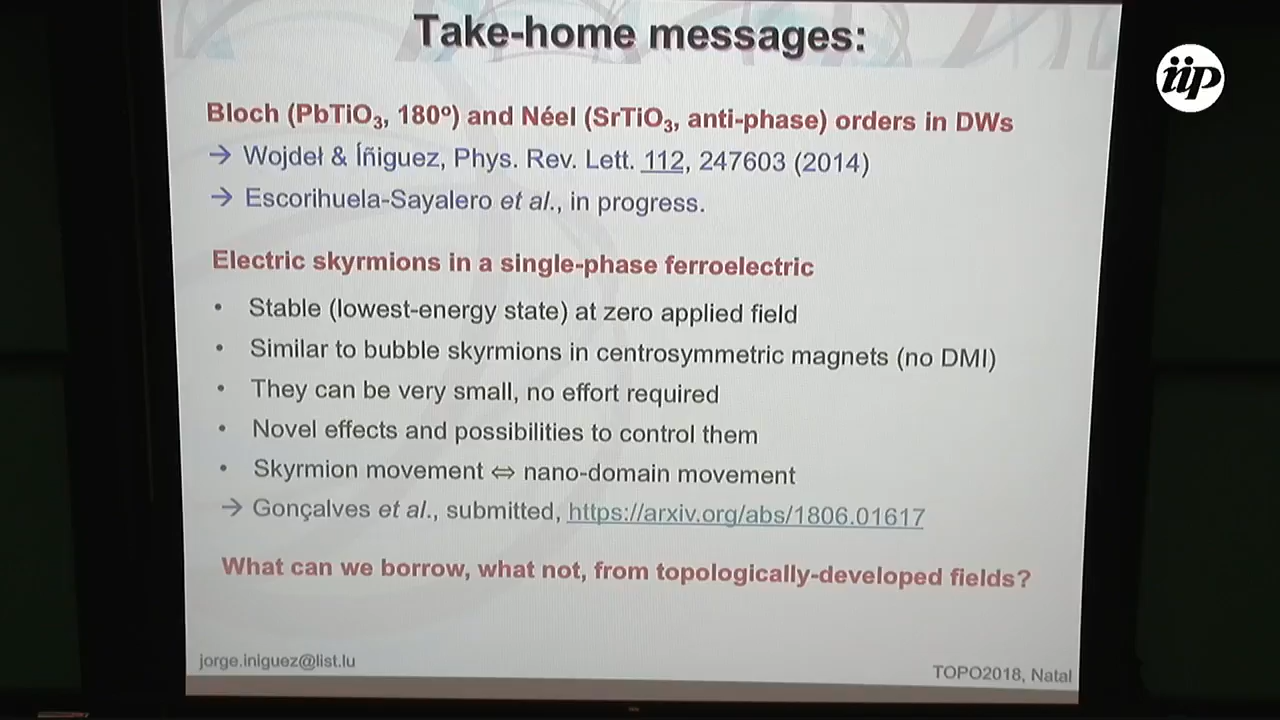 Take-home messages:
iip
Bloch (PbTiO₃, 180º) and Néel (SrTiO₃, anti-phase) orders in DWs
→ Wojdeł & Íñiguez, Phys. Rev. Lett. 112, 247603 (2014)
→ Escorihuela-Sayalero et al., in progress.
Electric skyrmions in a single-phase ferroelectric
• Stable (lowest-energy state) at zero applied field
• Similar to bubble skyrmions in centrosymmetric magnets (no DMI)
• They can be very small, no effort required
• Novel effects and possibilities to control them
• Skyrmion movement ⇔ nano-domain movement
→ Gonçalves et al., submitted, https://arxiv.org/abs/1806.01617
What can we borrow, what not, from topologically-developed fields?
jorge.iniguez@list.lu
TOPO2018, Natal